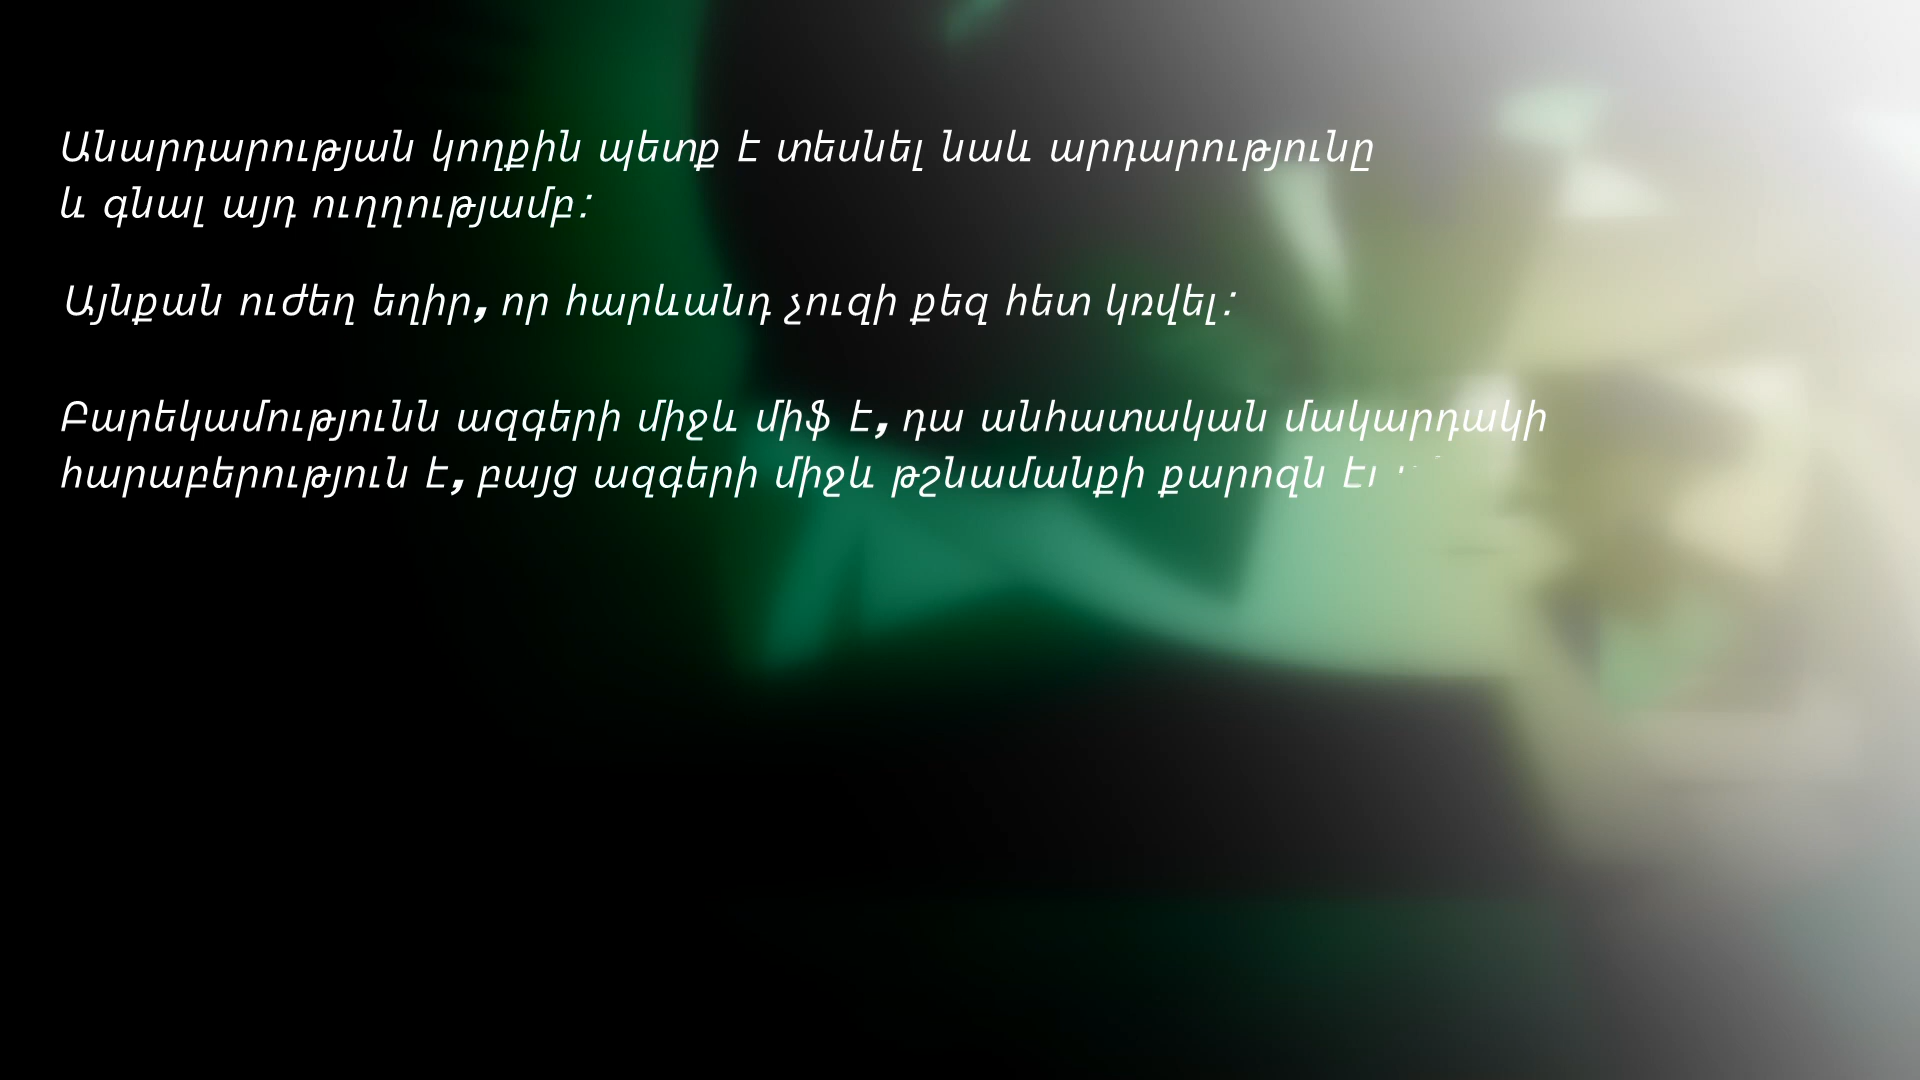 Անարդարության կողքին պետք է տեսնել նաև արդարությունը
և գնալ այդ ուղղությամբ:
Այնքան ուժեղ եղիր, որ հարևանդ չուզի քեզ հետ կռվել:
Բարեկամությունն ազգերի միջև միֆ է, դա անհատական մակարդակի
հարաբերություն է, բայց ազգերի միջև թշնամանքի քարոզն